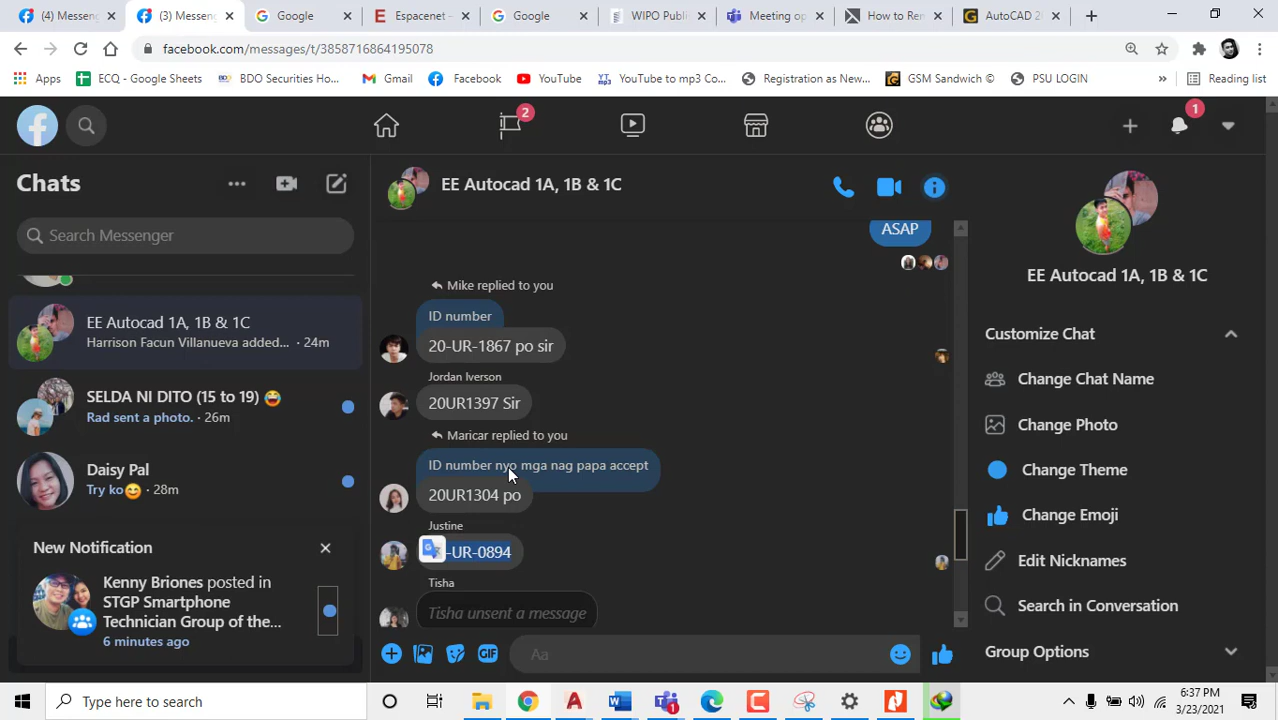 (4) Messeng
(3) Messeng
Google
Espacenet –
Google
WIPO Publi
Meeting op
How to Ren
AutoCAD 20
facebook.com/messages/t/3858716864195078
Apps
ECQ - Google Sheets
BDO Securities Ho...
Gmail
Facebook
YouTube
YouTube to mp3 Co...
Registration as New...
GSM Sandwich ©
PSU LOGIN
»
Reading list
2
1
Chats
Search Messenger
EE Autocad 1A, 1B & 1C
Harrison Facun Villanueva added... · 24m
SELDA NI DITO (15 to 19) 😂
Rad sent a photo. · 26m
Daisy Pal
Try ko😋 · 28m
New Notification
Kenny Briones posted in
STGP Smartphone
Technician Group of the...
6 minutes ago
EE Autocad 1A, 1B & 1C
ASAP
Mike replied to you
ID number
20-UR-1867 po sir
Jordan Iverson
20UR1397 Sir
Maricar replied to you
ID number nyo mga nag papa accept
20UR1304 po
Justine
-UR-0894
Tisha
Tisha unsent a message
GIF
Aa
EE Autocad 1A, 1B & 1C
Customize Chat
Change Chat Name
Change Photo
Change Theme
Change Emoji
Edit Nicknames
Search in Conversation
Group Options
Type here to search
6:37 PM
3/23/2021